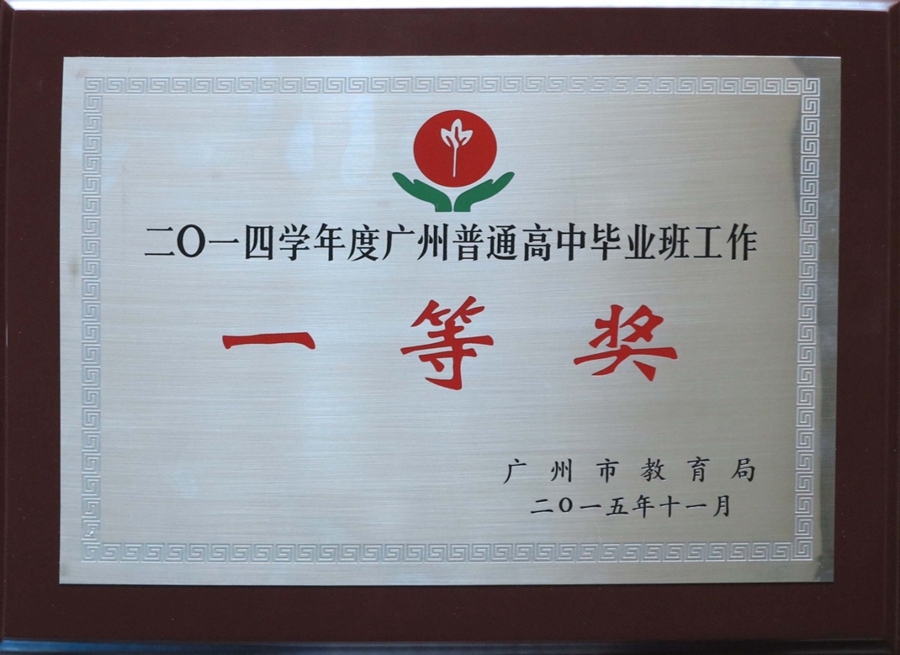 二〇一四学年度广州普通高中毕业班工作
一等奖
广州市教育局
二〇一五年十一月